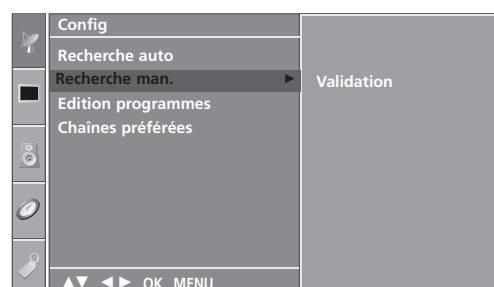 Config
Recherche auto
Recherche man. ►
Validation
Edition programmes
Chaînes préférées
▲▼ ◄► OK MENU